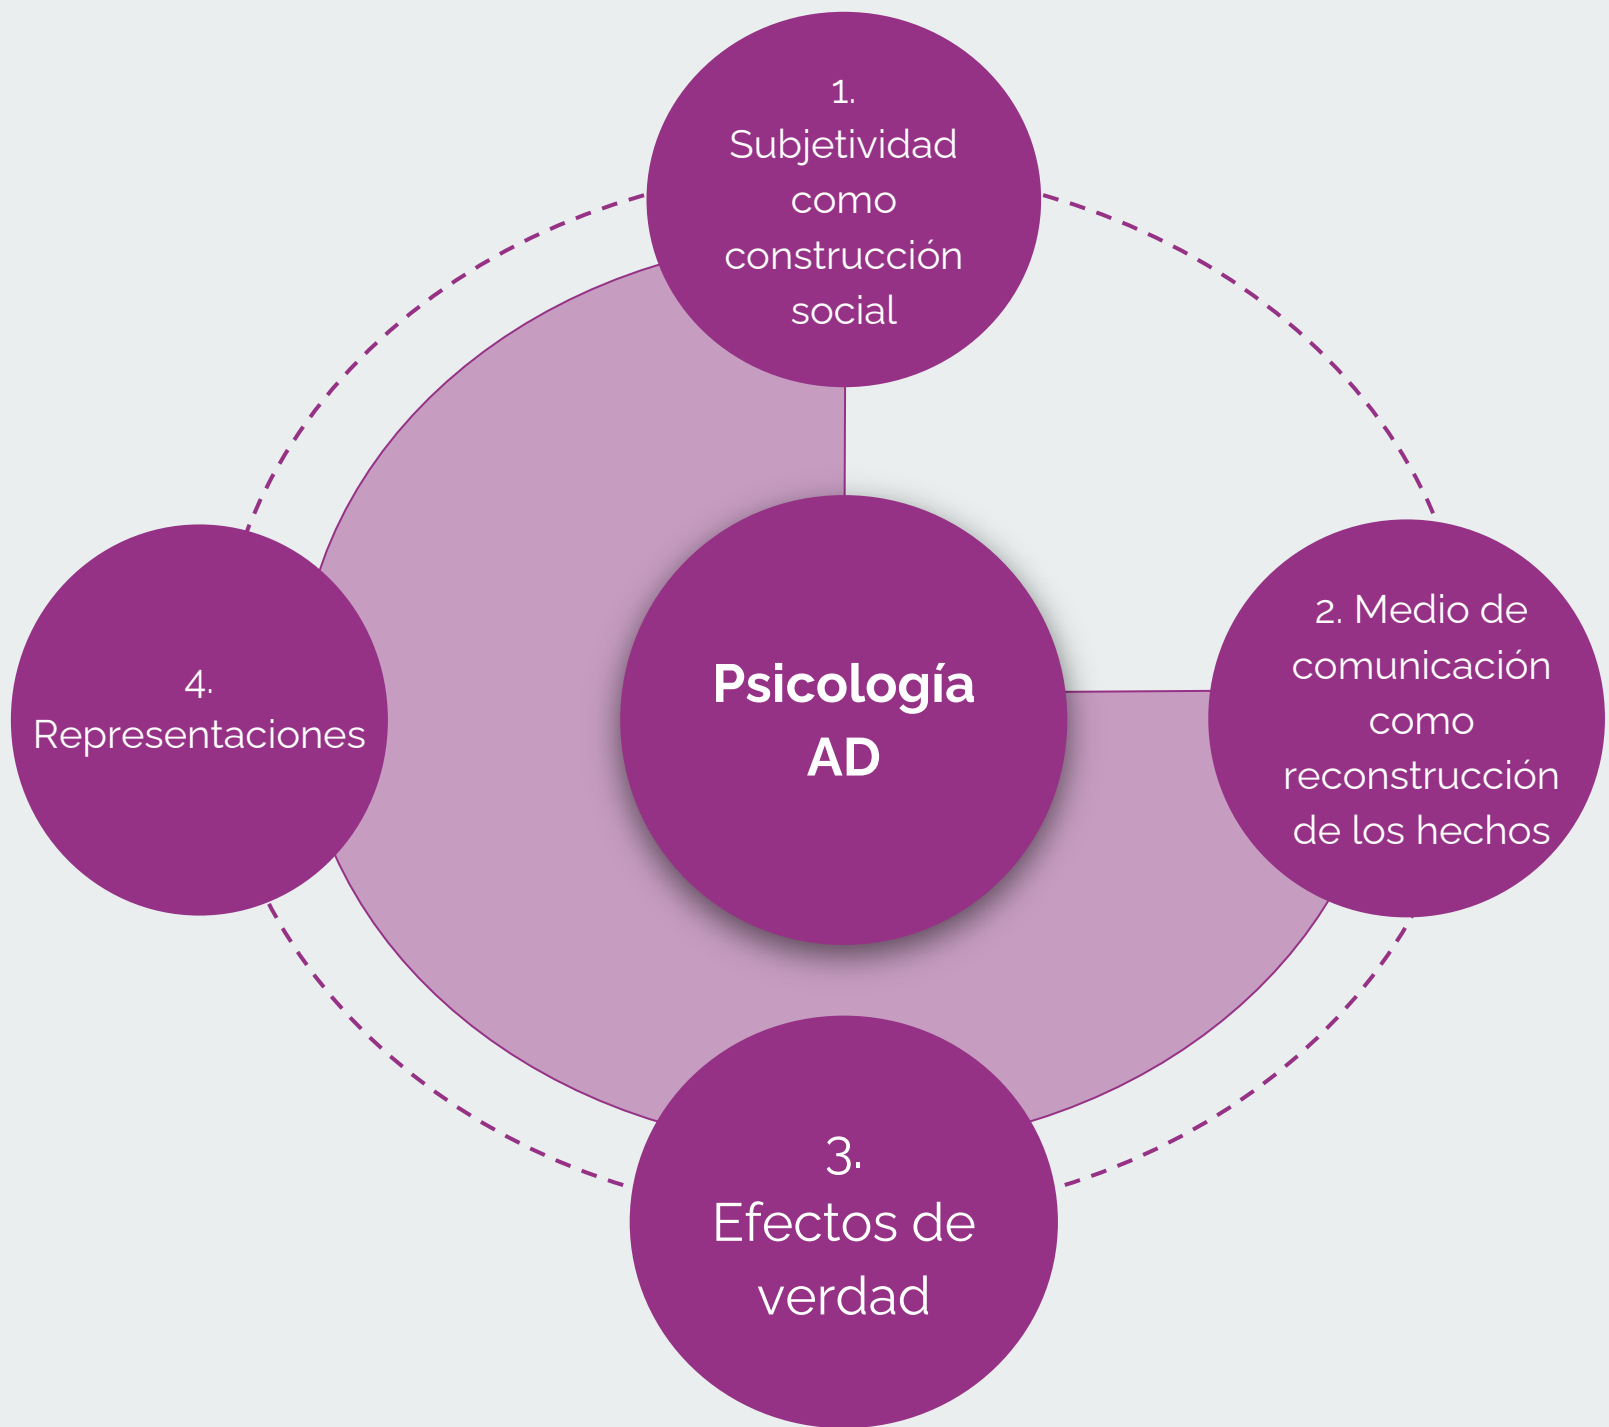 1.
Subjetividad
como
construcción
social
2. Medio de
comunicación
como
reconstrucción
de los hechos
Psicología
AD
4.
Representaciones
3.
Efectos de
verdad